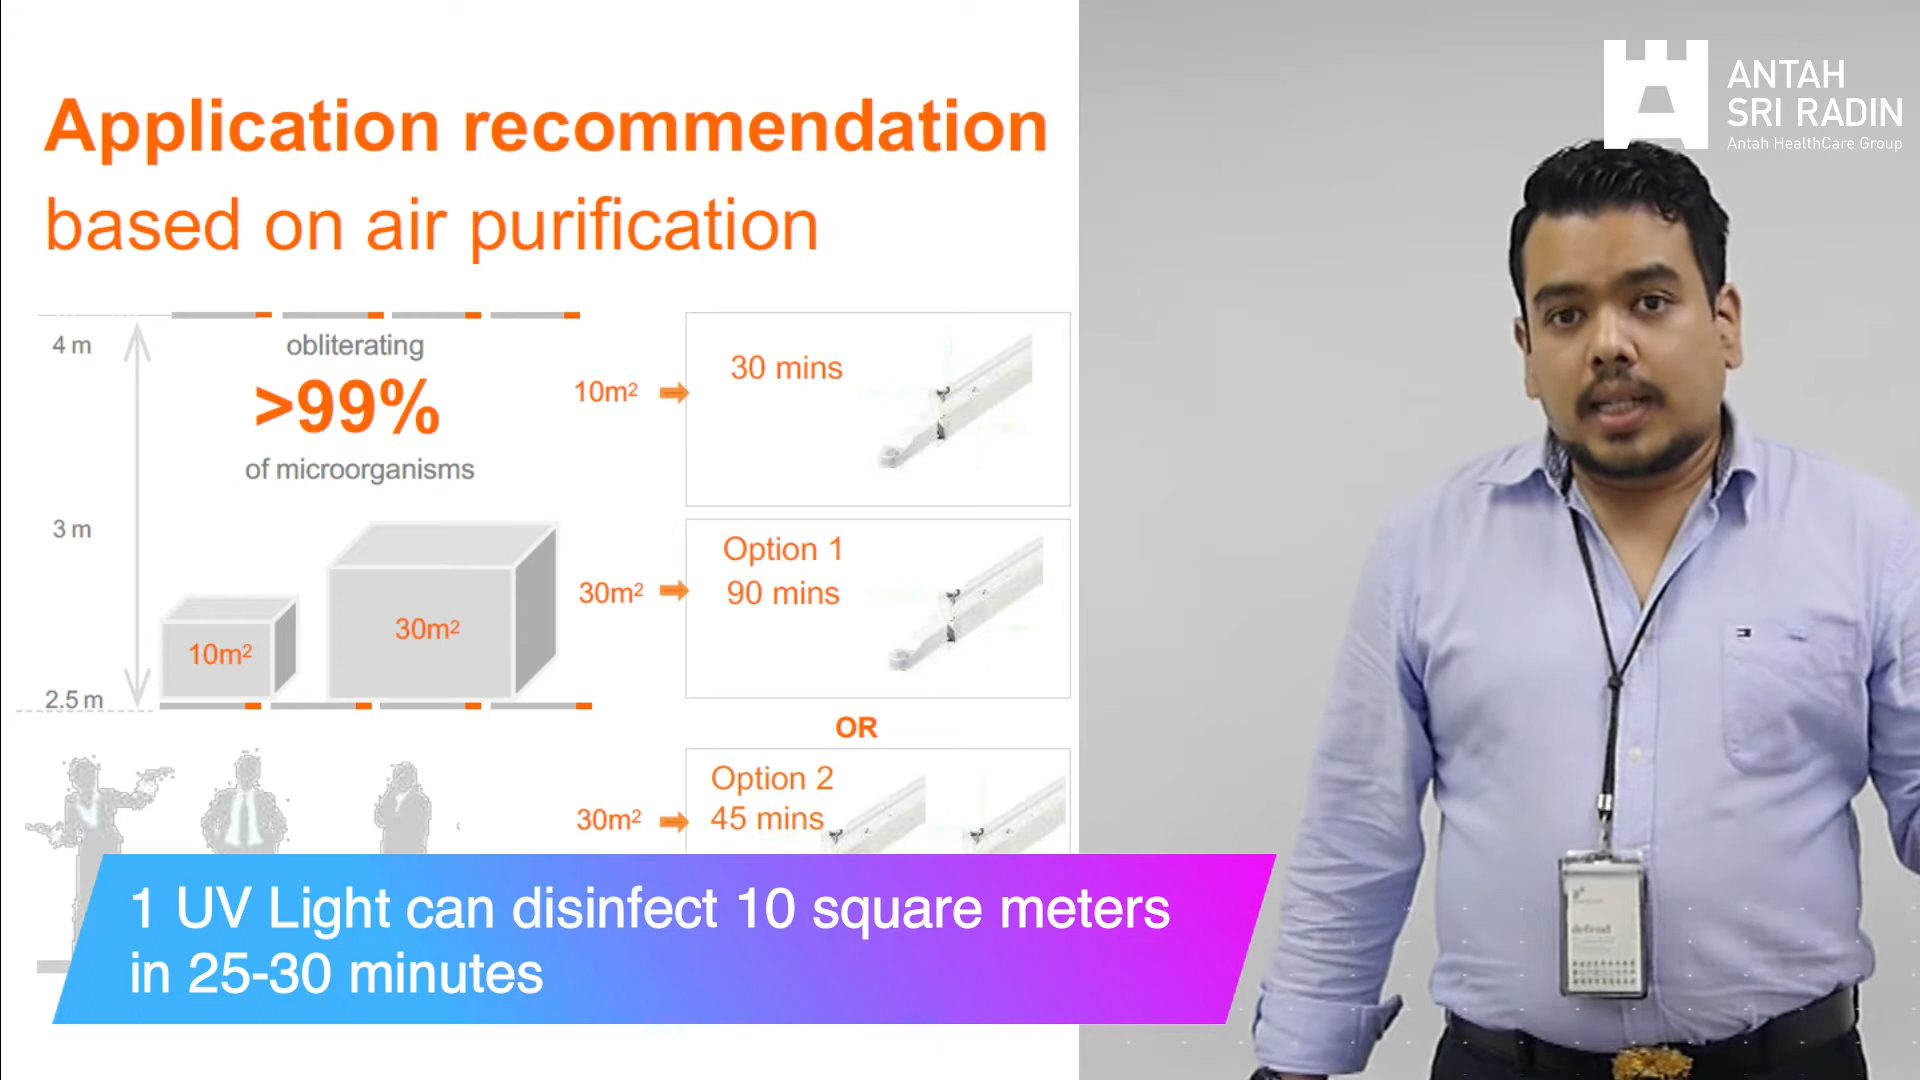 Application recommendation
based on air purification
4 m
obliterating
>99%
of microorganisms
3 m
10m²
30m²
2.5 m
10m²
30 mins
30m²
Option 1
90 mins
OR
30m²
Option 2
45 mins
1 UV Light can disinfect 10 square meters
in 25-30 minutes
ANTAH
SRI RADIN
Antah HealthCare Group
defend